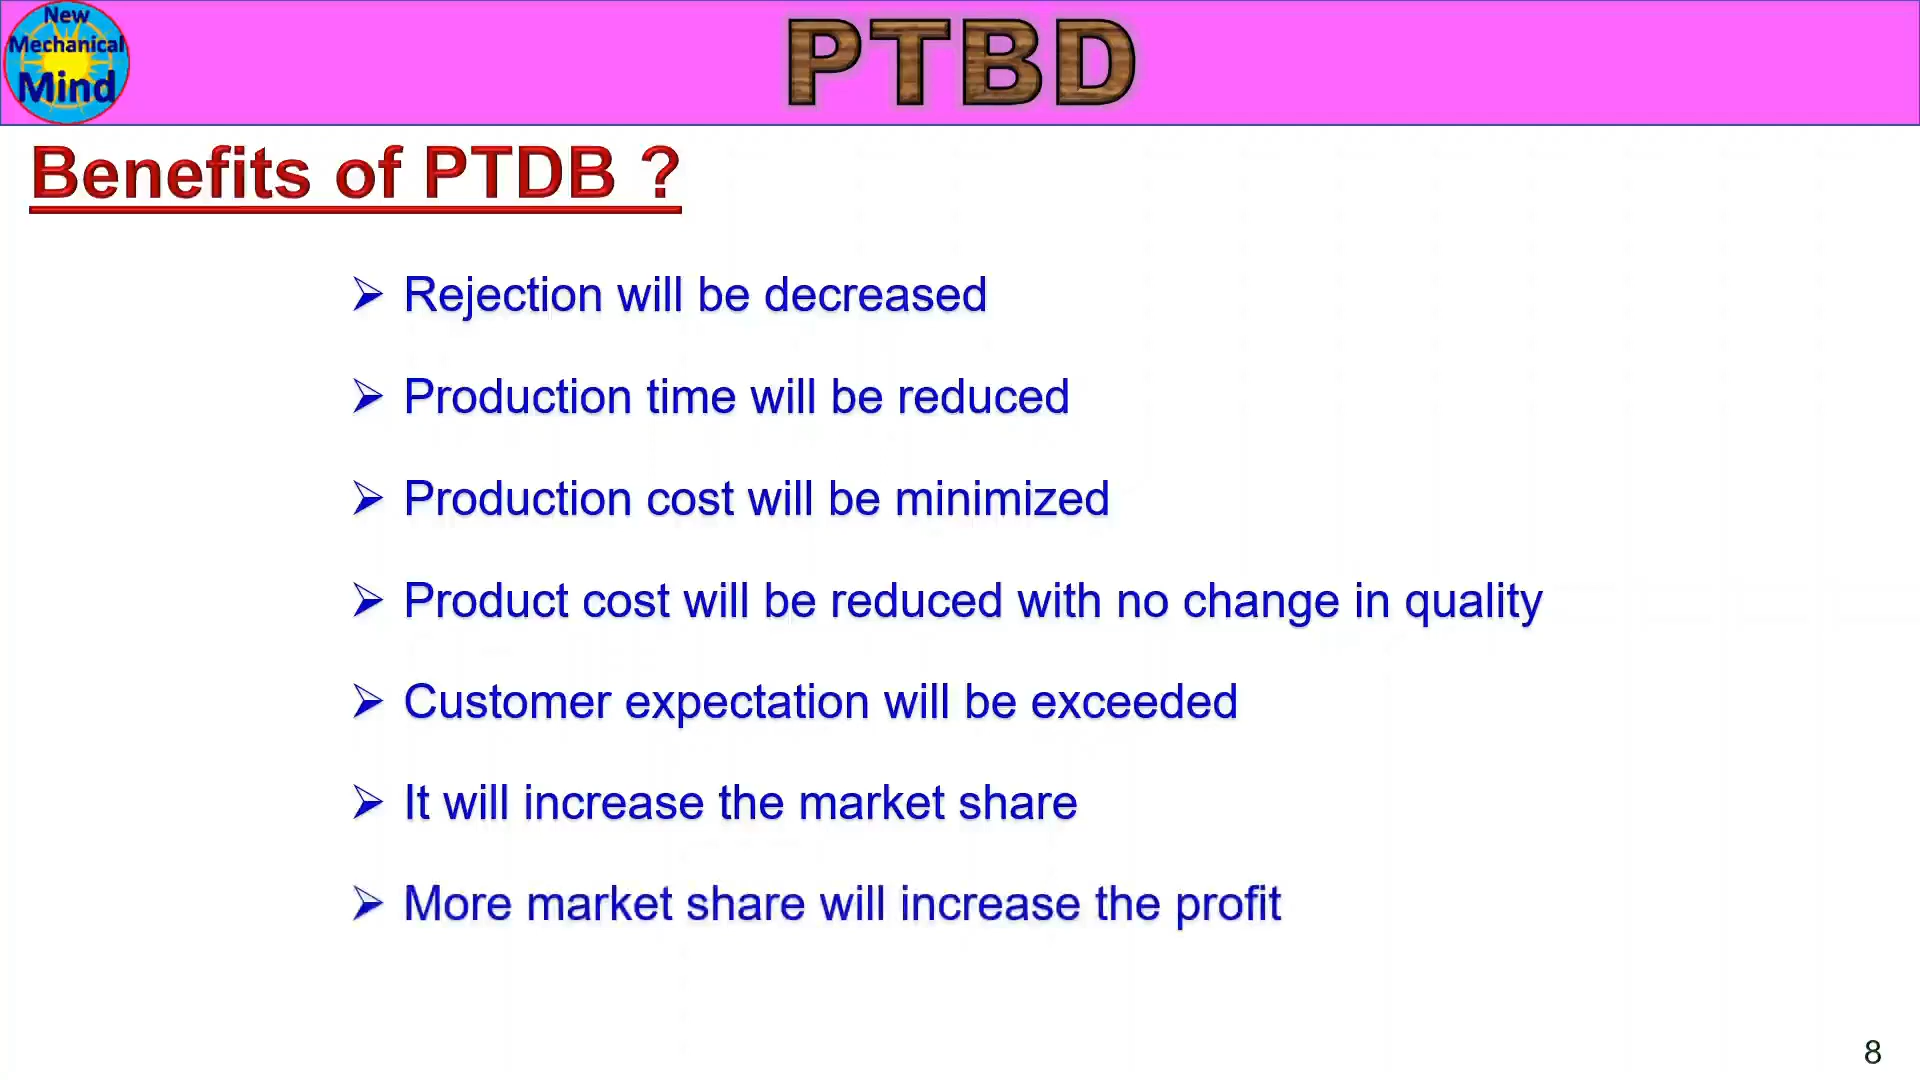 New
Mechanical
Mind
PTBD
Benefits of PTDB ?
➢ Rejection will be decreased
➢ Production time will be reduced
➢ Production cost will be minimized
➢ Product cost will be reduced with no change in quality
➢ Customer expectation will be exceeded
➢ It will increase the market share
➢ More market share will increase the profit
8